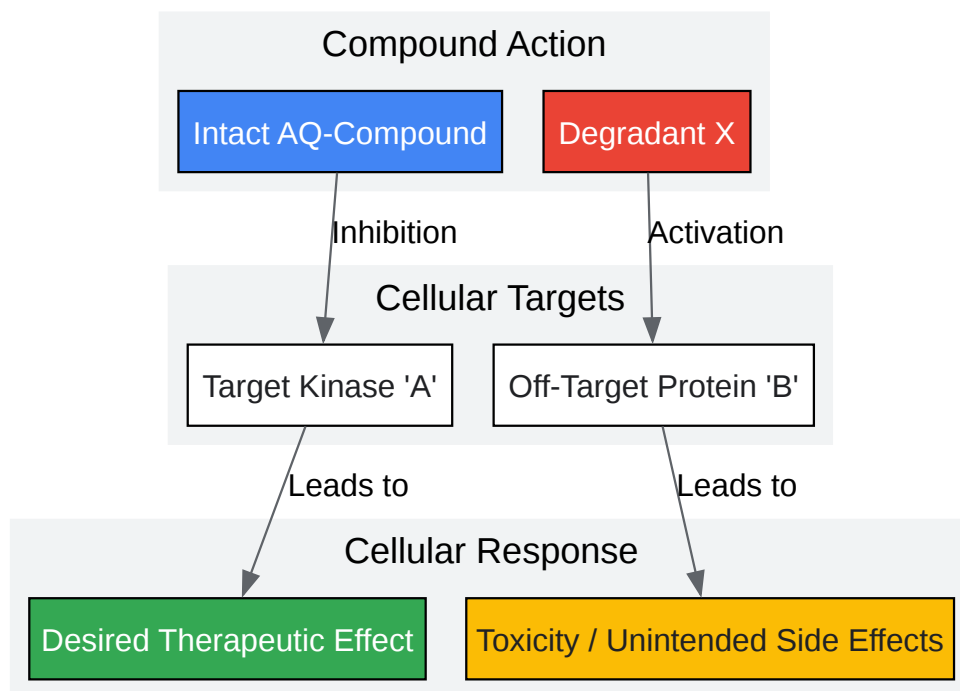 Compound Action
Intact AQ-Compound
Degradant X
Inhibition
Activation
Cellular Targets
Target Kinase 'A'
Off-Target Protein 'B'
Leads to
Leads to
Cellular Response
Desired Therapeutic Effect
Toxicity / Unintended Side Effects